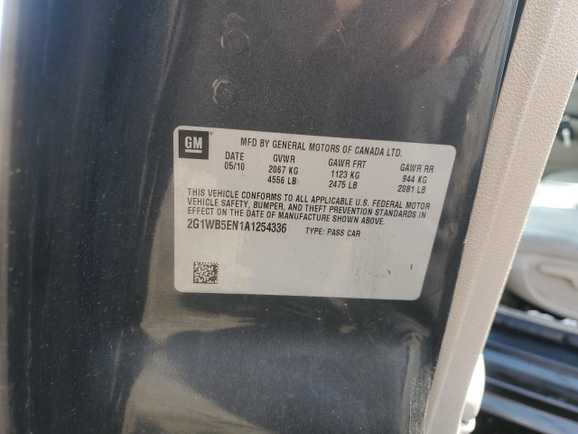 GM
MFD BY GENERAL MOTORS OF CANADA LTD.
DATE GVWR GAWR FRT GAWR RR
05/10 2067 KG 1123 KG 944 KG
4556 LB 2475 LB 2081 LB
THIS VEHICLE CONFORMS TO ALL APPLICABLE U.S. FEDERAL MOTOR
VEHICLE SAFETY, BUMPER, AND THEFT PREVENTION STANDARDS IN
EFFECT ON THE DATE OF MANUFACTURE SHOWN ABOVE.
2G1WB5EN1A1254336 TYPE: PASS CAR